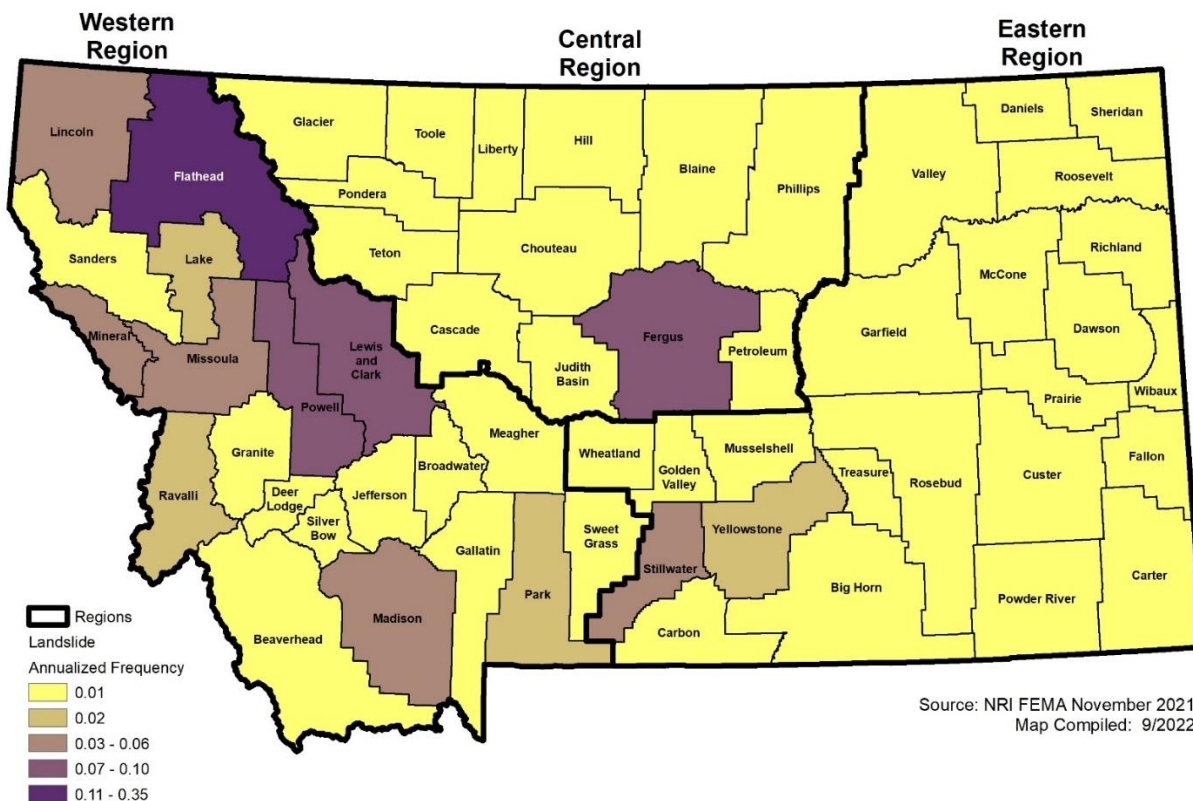 Western
Region
Central
Region
Eastern
Region
Lincoln
Flathead
Glacier
Toole
Liberty
Hill
Blaine
Phillips
Valley
Daniels
Sheridan
Roosevelt
Pondera
Teton
Chouteau
Sanders
Lake
Richland
McCone
Mineral
Missoula
Lewis
and
Clark
Powell
Cascade
Judith
Basin
Fergus
Petroleum
Garfield
Dawson
Prairie
Wibaux
Ravalli
Granite
Deer
Lodge
Silver
Bow
Jefferson
Broadwater
Meagher
Wheatland
Golden
Valley
Musselshell
Treasure
Rosebud
Custer
Fallon
Beaverhead
Madison
Gallatin
Park
Sweet
Grass
Stillwater
Yellowstone
Carbon
Big Horn
Powder River
Carter
Regions
Landslide
Annualized Frequency
0.01
0.02
0.03 - 0.06
0.07 - 0.10
0.11 - 0.35
Source: NRI FEMA November 2021
Map Compiled: 9/2022